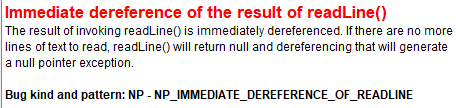 Immediate dereference of the result of readLine()
The result of invoking readLine() is immediately dereferenced. If there are no more
lines of text to read, readLine() will return null and dereferencing that will generate
a null pointer exception.
Bug kind and pattern: NP - NP_IMMEDIATE_DEREFERENCE_OF_READLINE